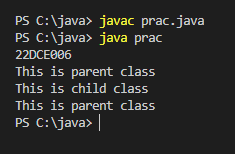 PS C:\java> javac prac.java
PS C:\java> java prac
22DCE006
This is parent class
This is child class
This is parent class
PS C:\java>